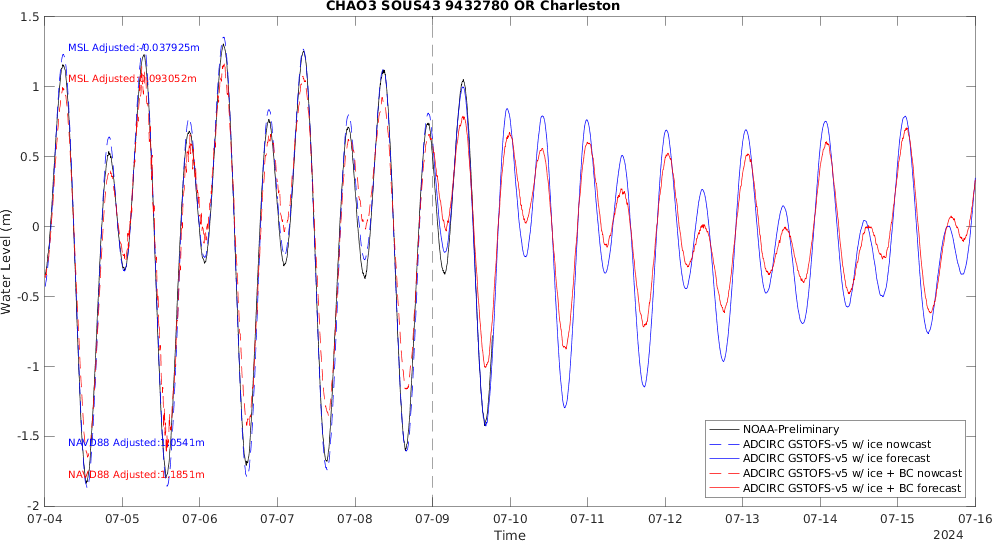 CHAO3 SOUS43 9432780 OR Charleston
1.5
1
0.5
0
-0.5
-1
-1.5
-2
Water Level (m)
MSL Adjusted:-0.037925m
MSL Adjusted:0.093052m
NAVD88 Adjusted:1.0541m
NAVD88 Adjusted:1.1851m
NOAA-Preliminary
ADCIRC GSTOFS-v5 w/ ice nowcast
ADCIRC GSTOFS-v5 w/ ice forecast
ADCIRC GSTOFS-v5 w/ ice + BC nowcast
ADCIRC GSTOFS-v5 w/ ice + BC forecast
07-04 07-05 07-06 07-07 07-08 07-09 07-10 07-11 07-12 07-13 07-14 07-15 07-16
Time
2024